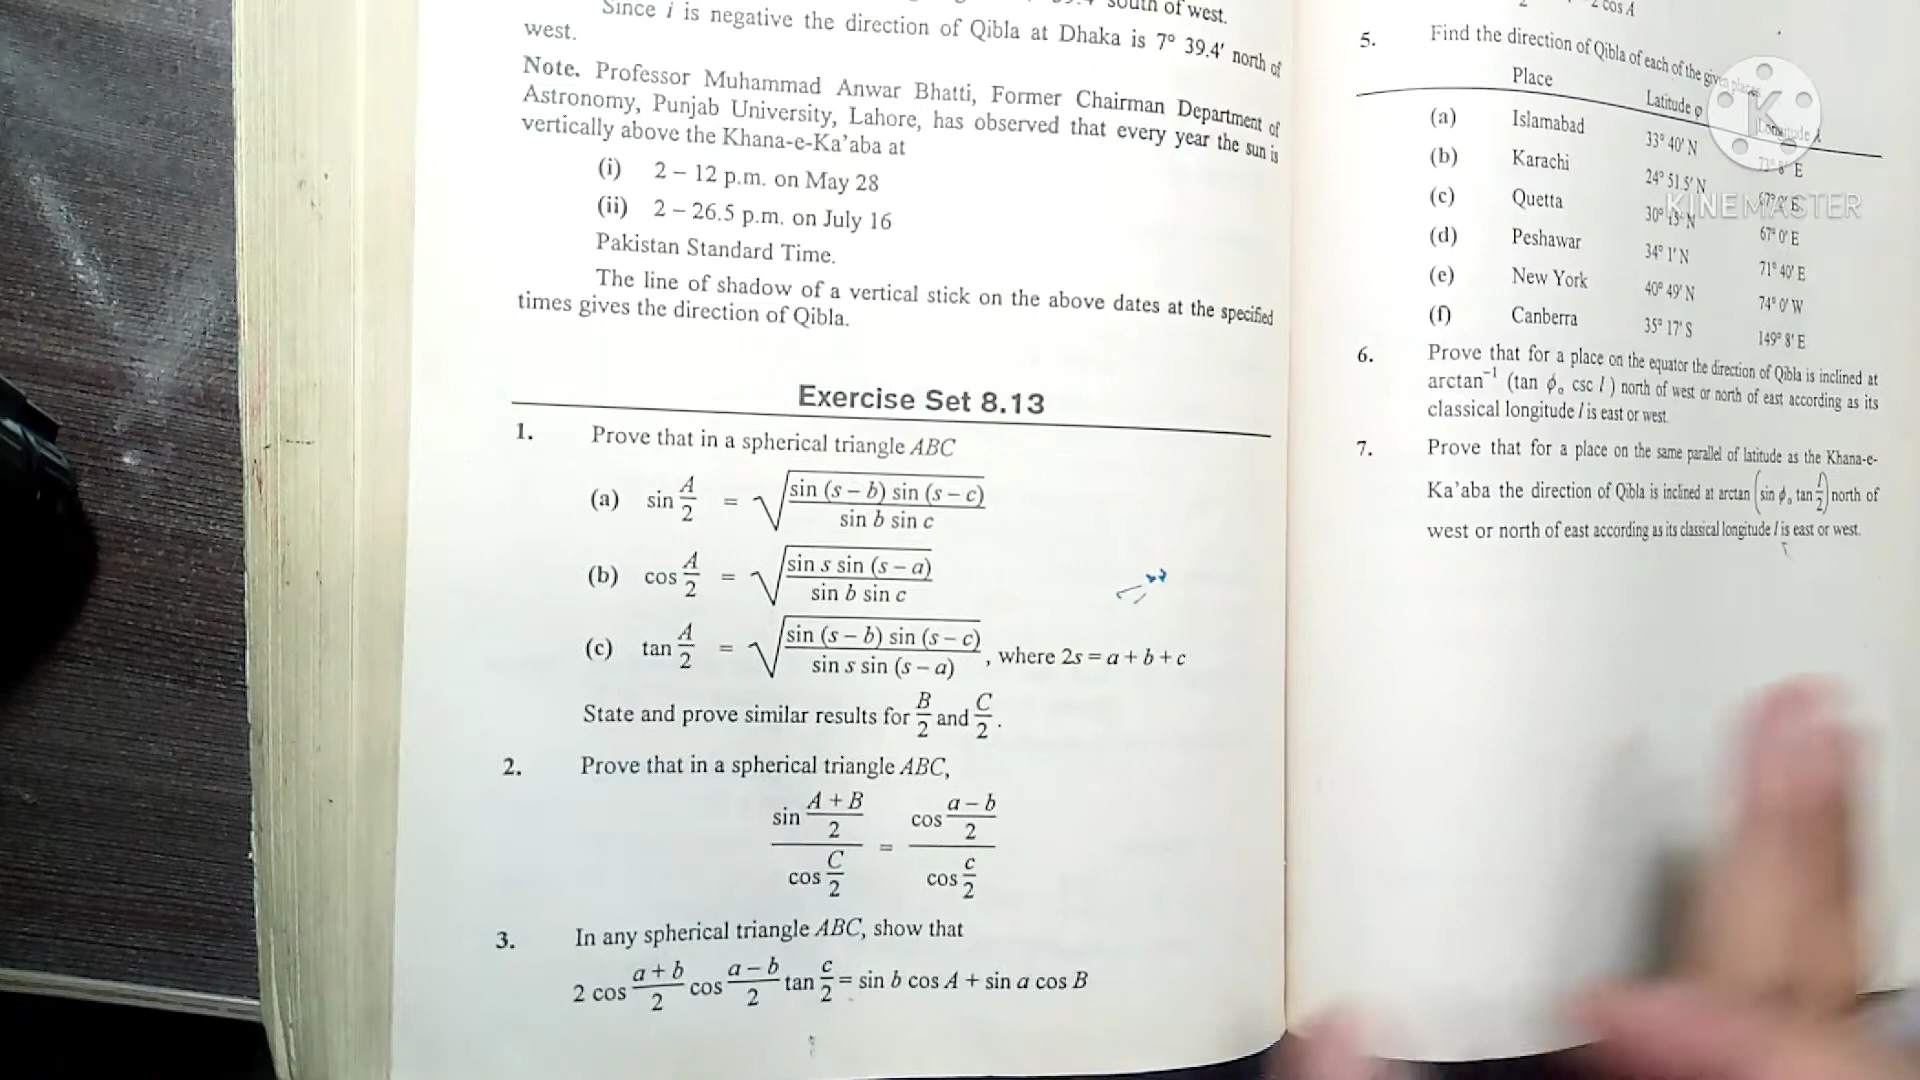 south of west.
Since i is negative the direction of Qibla at Dhaka is 7° 39.4′ north of
west.
Note. Professor Muhammad Anwar Bhatti, Former Chairman Department of
Astronomy, Punjab University, Lahore, has observed that every year the sun is
vertically above the Khana-e-Ka’aba at
(i) 2 – 12 p.m. on May 28
(ii) 2 – 26.5 p.m. on July 16
Pakistan Standard Time.
The line of shadow of a vertical stick on the above dates at the specified
times gives the direction of Qibla.
Exercise Set 8.13
1. Prove that in a spherical triangle ABC
(a) sin A/2 = √(sin (s – b) sin (s – c) / sin b sin c)
(b) cos A/2 = √(sin s sin (s – a) / sin b sin c)
(c) tan A/2 = √(sin (s – b) sin (s – c) / sin s sin (s – a)) , where 2s = a + b + c
State and prove similar results for B/2 and C/2 .
2. Prove that in a spherical triangle ABC,
sin (A + B)/2 / cos C/2 = cos (a – b)/2 / cos c/2
3. In any spherical triangle ABC, show that
2 cos (a + b)/2 cos (a – b)/2 tan c/2 = sin b cos A + sin a cos B
2 cos A
5. Find the direction of Qibla of each of the given places
Place Latitude φ Longitude λ
(a) Islamabad 33° 40′ N 73° 8′ E
(b) Karachi 24° 51.5′ N
(c) Quetta 30° 15′ N 67° 0′ E
(d) Peshawar 34° 1′ N 71° 40′ E
(e) New York 40° 49′ N 74° 0′ W
(f) Canberra 35° 17′ S 149° 8′ E
6. Prove that for a place on the equator the direction of Qibla is inclined at
arctan⁻¹ (tan ϕ₀ csc l ) north of west or north of east according as its
classical longitude l is east or west.
7. Prove that for a place on the same parallel of latitude as the Khana-e-
Ka’aba the direction of Qibla is inclined at arctan (sin ϕ₀ tan l/2) north of
west or north of east according as its classical longitude l is east or west.
K
KINEMASTER